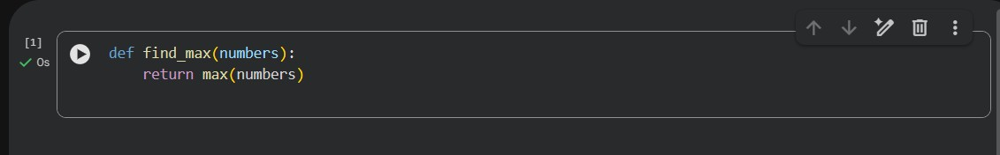 [1]
0s
def find_max(numbers):
    return max(numbers)